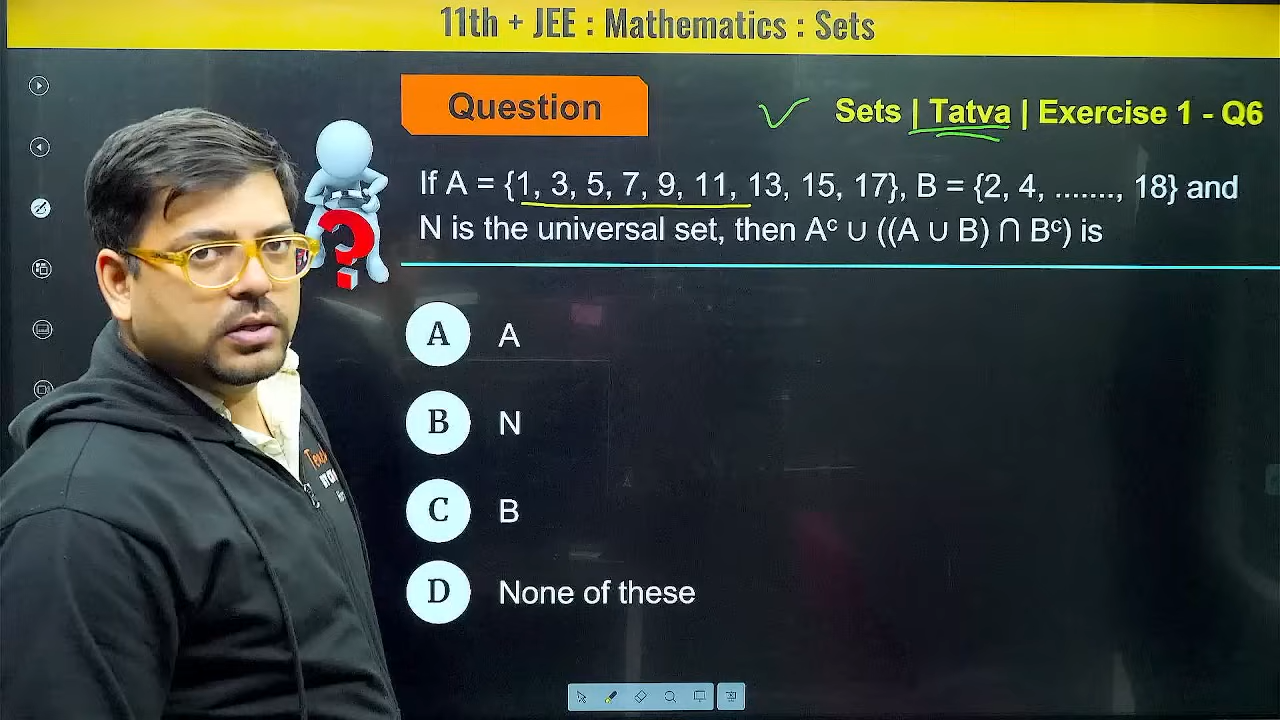 11th + JEE : Mathematics : Sets
Question
Sets | Tatva | Exercise 1 - Q6
If A = {1, 3, 5, 7, 9, 11, 13, 15, 17}, B = {2, 4, ......., 18} and
N is the universal set, then Aᶜ ∪ ((A ∪ B) ∩ Bᶜ) is
?
A A
B N
C B
D None of these